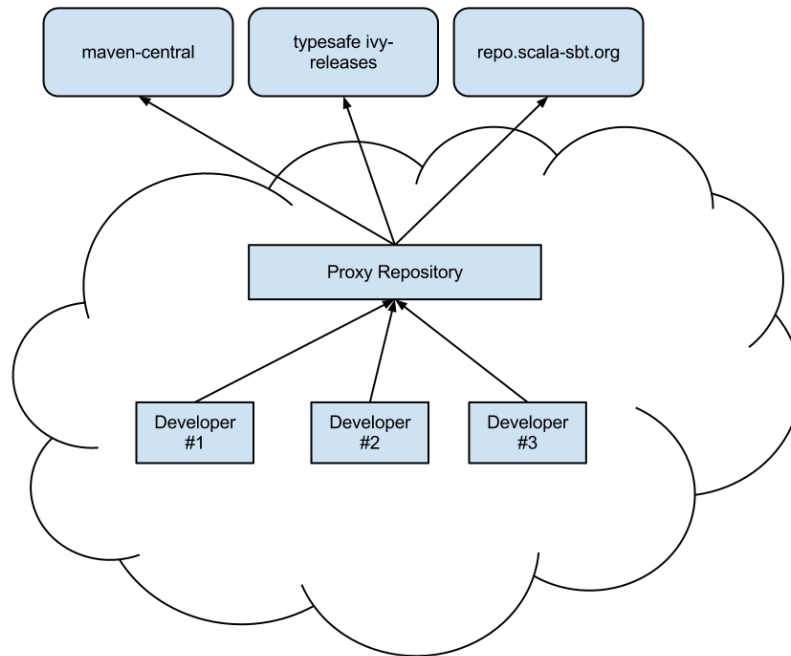 maven-central
typesafe ivy-
releases
repo.scala-sbt.org
Proxy Repository
Developer
#1
Developer
#2
Developer
#3